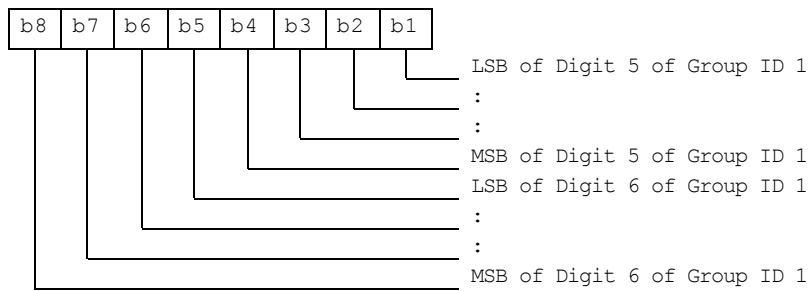 b8 b7 b6 b5 b4 b3 b2 b1
LSB of Digit 5 of Group ID 1
:
:
MSB of Digit 5 of Group ID 1
LSB of Digit 6 of Group ID 1
:
:
MSB of Digit 6 of Group ID 1